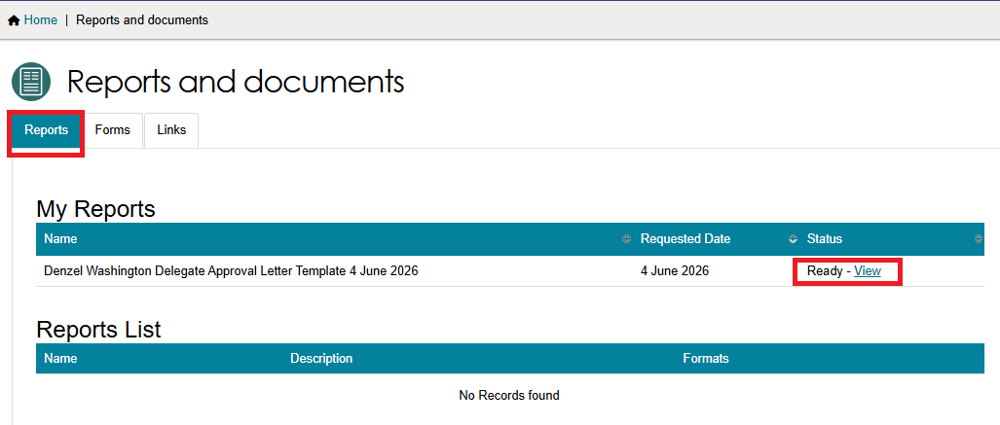 Home | Reports and documents
Reports and documents
Reports Forms Links
My Reports
Name Requested Date Status
Denzel Washington Delegate Approval Letter Template 4 June 2026 4 June 2026 Ready - View
Reports List
Name Description Formats
No Records found